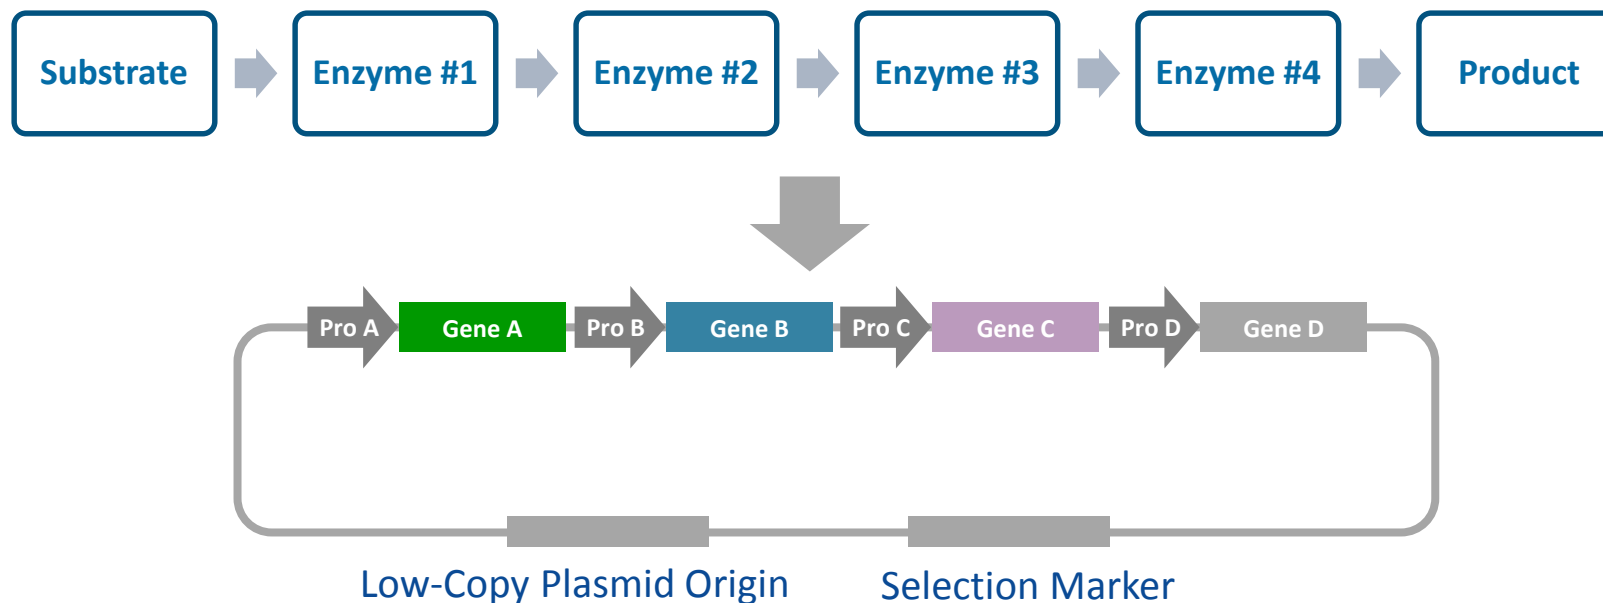 Substrate
Enzyme #1
Enzyme #2
Enzyme #3
Enzyme #4
Product
Pro A
Gene A
Pro B
Gene B
Pro C
Gene C
Pro D
Gene D
Low-Copy Plasmid Origin
Selection Marker